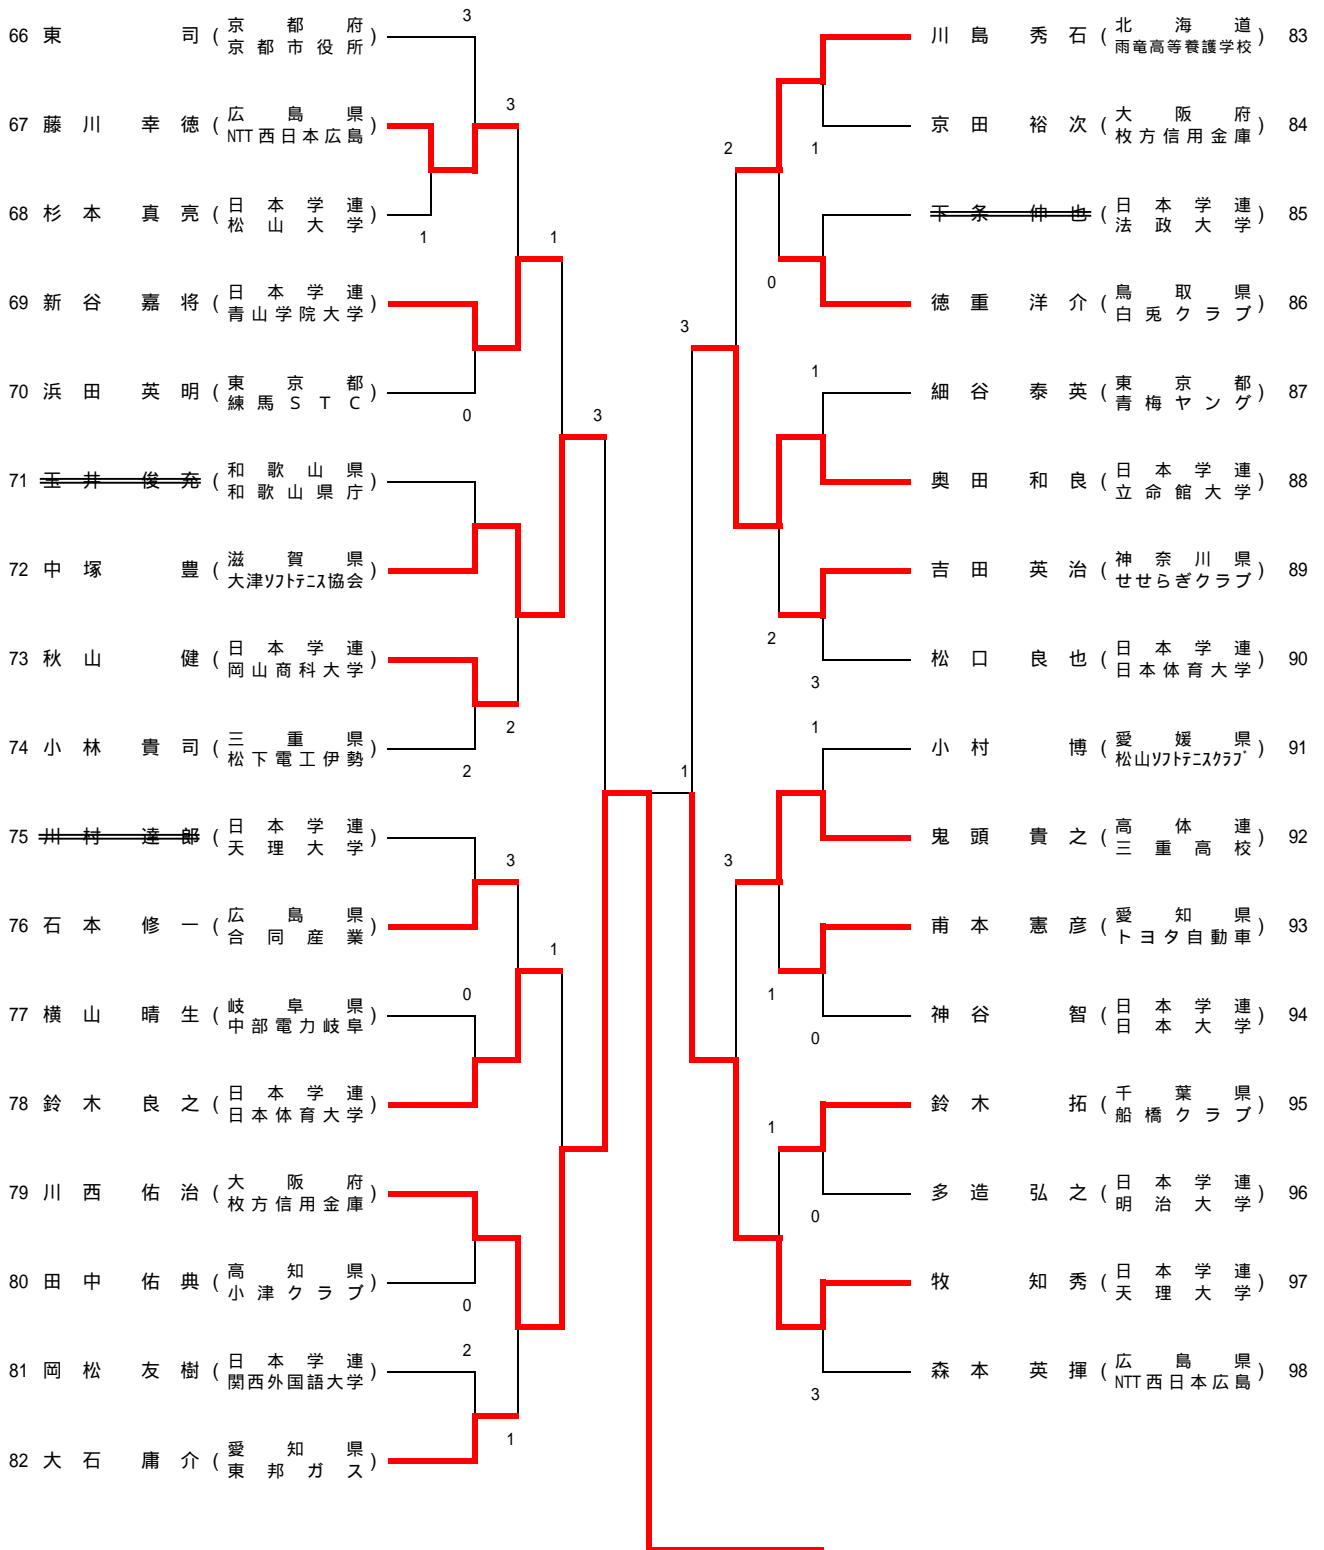 66 東 司 ( 京都府 京都市役所 ) 3
67 藤川 幸徳 ( 広島県 NTT西日本広島 ) 3
68 杉本 真亮 ( 日本学連 松山大学 ) 1
1
69 新谷 嘉将 ( 日本学連 青山学院大学 )
70 浜田 英明 ( 東京都 練馬STC ) 0
3
71 玉井 俊充 ( 和歌山県 和歌山県庁 )
72 中塚 豊 ( 滋賀県 大津ソフトテニス協会 )
73 秋山 健 ( 日本学連 岡山商科大学 )
2
74 小林 貴司 ( 三重県 松下電工伊勢 ) 2
75 川村 達郎 ( 日本学連 天理大学 )
3
76 石本 修一 ( 広島県 合同産業 )
1
77 横山 晴生 ( 岐阜県 中部電力岐阜 ) 0
78 鈴木 良之 ( 日本学連 日本体育大学 )
79 川西 佑治 ( 大阪府 枚方信用金庫 )
80 田中 佑典 ( 高知県 小津クラブ ) 0
81 岡松 友樹 ( 日本学連 関西外国語大学 ) 2
1
82 大石 庸介 ( 愛知県 東邦ガス )
川島 秀石 ( 北海道 雨竜高等養護学校 ) 83
京田 裕次 ( 大阪府 枚方信用金庫 ) 84
2
1
下条 伸也 ( 日本学連 法政大学 ) 85
0
徳重 洋介 ( 鳥取県 白兎クラブ ) 86
3
1
細谷 泰英 ( 東京都 青梅ヤング ) 87
奥田 和良 ( 日本学連 立命館大学 ) 88
吉田 英治 ( 神奈川県 せせらぎクラブ ) 89
2
松口 良也 ( 日本学連 日本体育大学 ) 90
3
1
小村 博 ( 愛媛県 松山ソフトテニスクラブ ) 91
1
鬼頭 貴之 ( 高体連 三重高校 ) 92
3
甫本 憲彦 ( 愛知県 トヨタ自動車 ) 93
1
神谷 智 ( 日本学連 日本大学 ) 94
0
鈴木 拓 ( 千葉県 船橋クラブ ) 95
1
多造 弘之 ( 日本学連 明治大学 ) 96
0
牧 知秀 ( 日本学連 天理大学 ) 97
森本 英揮 ( 広島県 NTT西日本広島 ) 98
3